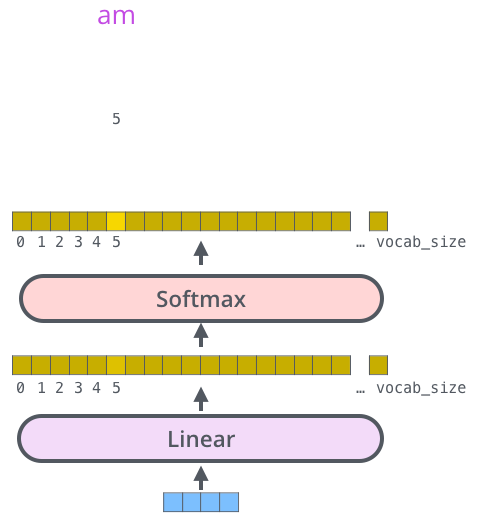 am
5
0 1 2 3 4 5 … vocab_size
Softmax
0 1 2 3 4 5 … vocab_size
Linear